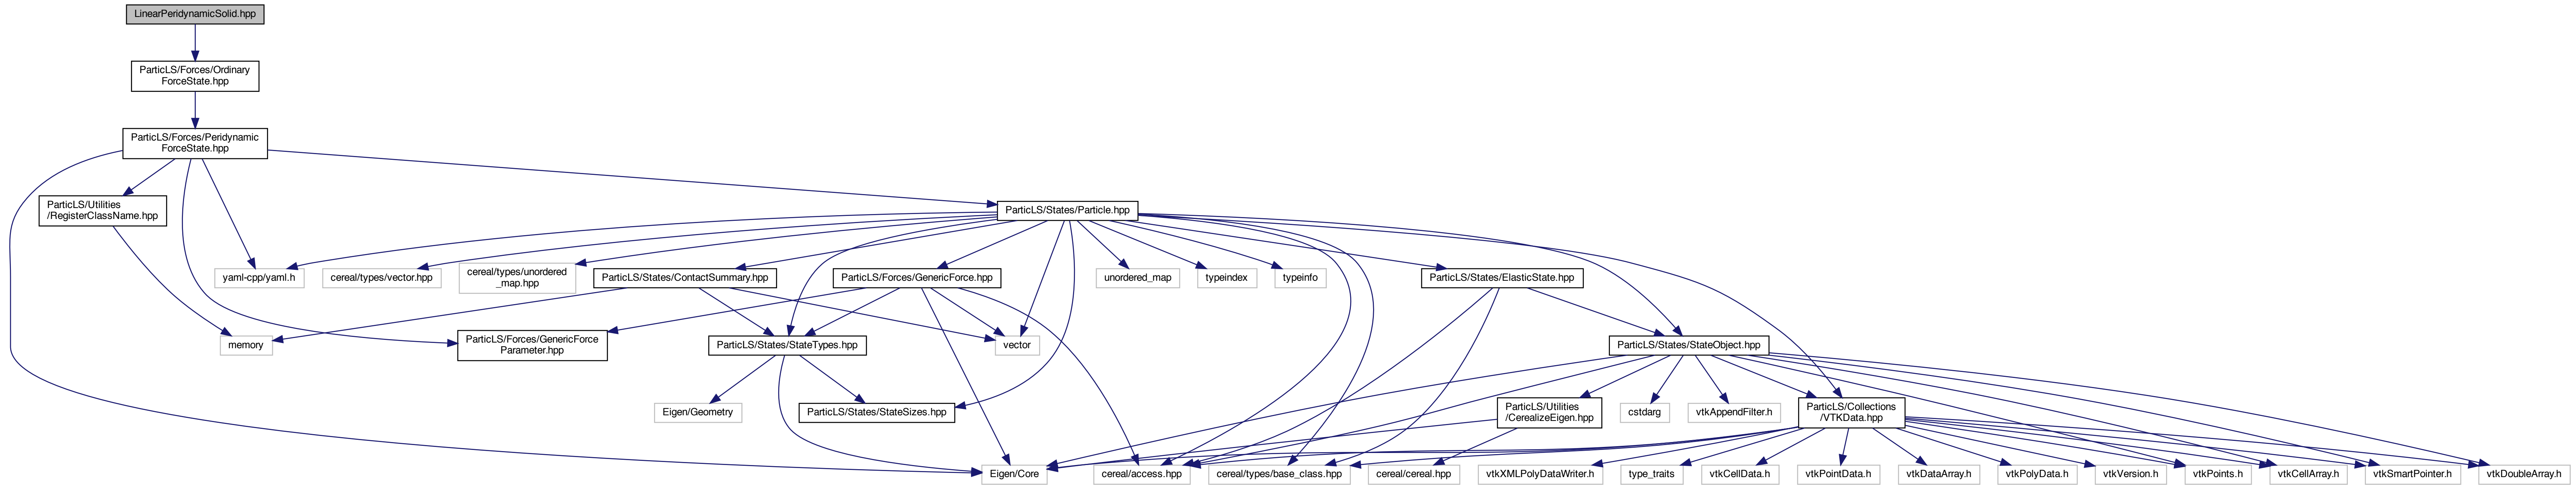 LinearPeridynamicSolid.hpp
ParticLS/Forces/Ordinary
ForceState.hpp
ParticLS/Forces/Peridynamic
ForceState.hpp
ParticLS/Utilities
/RegisterClassName.hpp
ParticLS/States/Particle.hpp
yaml-cpp/yaml.h
cereal/types/vector.hpp
cereal/types/unordered
_map.hpp
ParticLS/States/ContactSummary.hpp
ParticLS/Forces/GenericForce.hpp
unordered_map
typeindex
typeinfo
ParticLS/States/ElasticState.hpp
memory
ParticLS/Forces/GenericForce
Parameter.hpp
ParticLS/States/StateTypes.hpp
vector
ParticLS/States/StateObject.hpp
Eigen/Geometry
ParticLS/States/StateSizes.hpp
ParticLS/Utilities
/CerealizeEigen.hpp
cstdarg
vtkAppendFilter.h
ParticLS/Collections
/VTKData.hpp
Eigen/Core
cereal/access.hpp
cereal/types/base_class.hpp
cereal/cereal.hpp
vtkXMLPolyDataWriter.h
type_traits
vtkCellData.h
vtkPointData.h
vtkDataArray.h
vtkPolyData.h
vtkVersion.h
vtkPoints.h
vtkCellArray.h
vtkSmartPointer.h
vtkDoubleArray.h